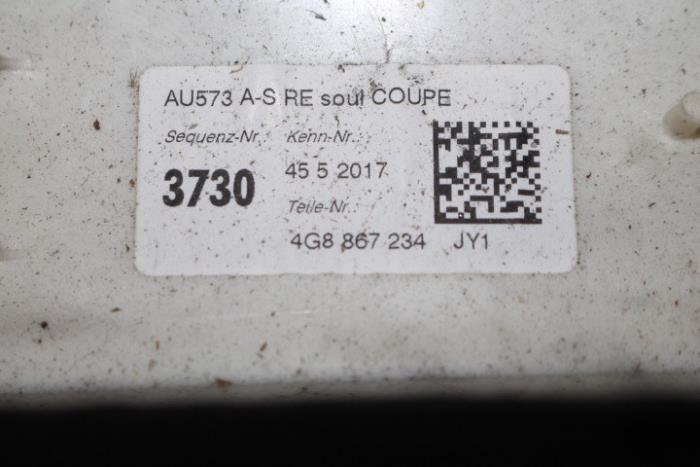 AU573 A-S RE soul COUPE
Sequenz-Nr. Kenn-Nr.:
3730 45 5 2017
Teile-Nr.:
4G8 867 234 JY1